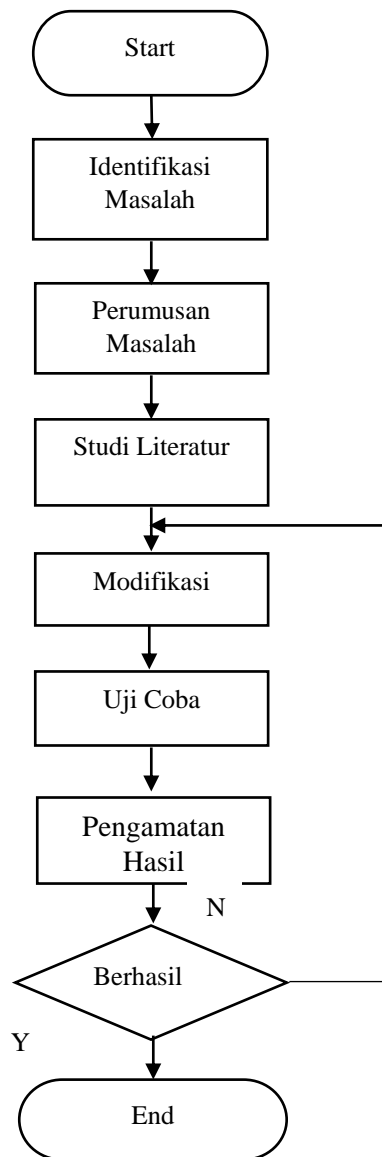 Start
Identifikasi
Masalah
Perumusan
Masalah
Studi Literatur
Modifikasi
Uji Coba
Pengamatan
Hasil
N
Berhasil
Y
End